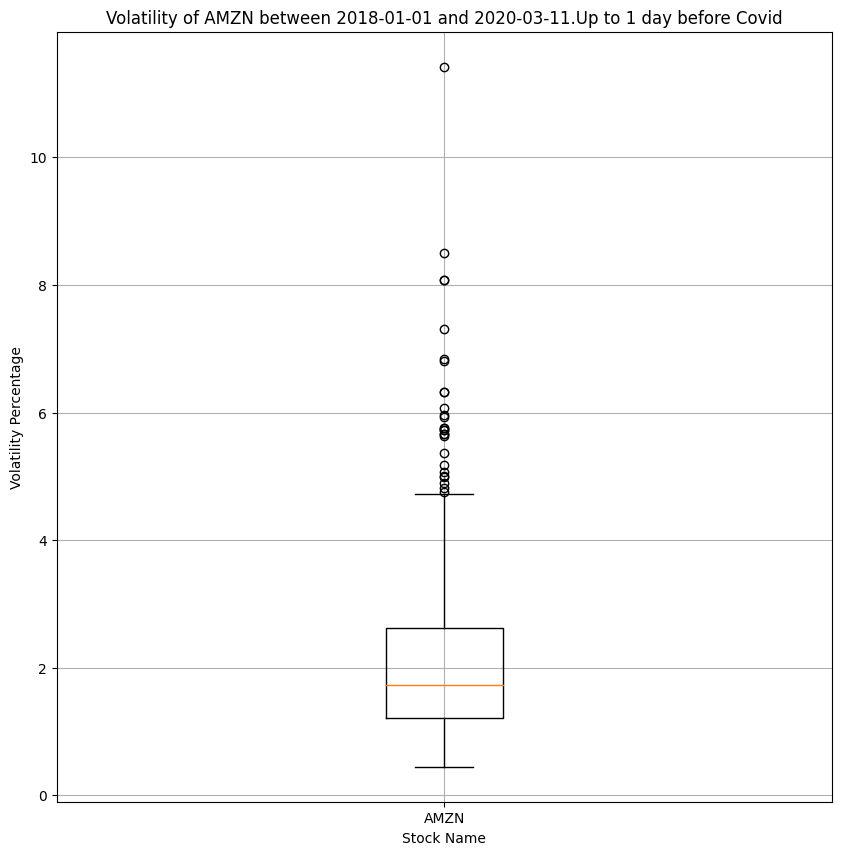 Volatility of AMZN between 2018-01-01 and 2020-03-11.Up to 1 day before Covid
10
8
6
4
2
0
Volatility Percentage
AMZN
Stock Name